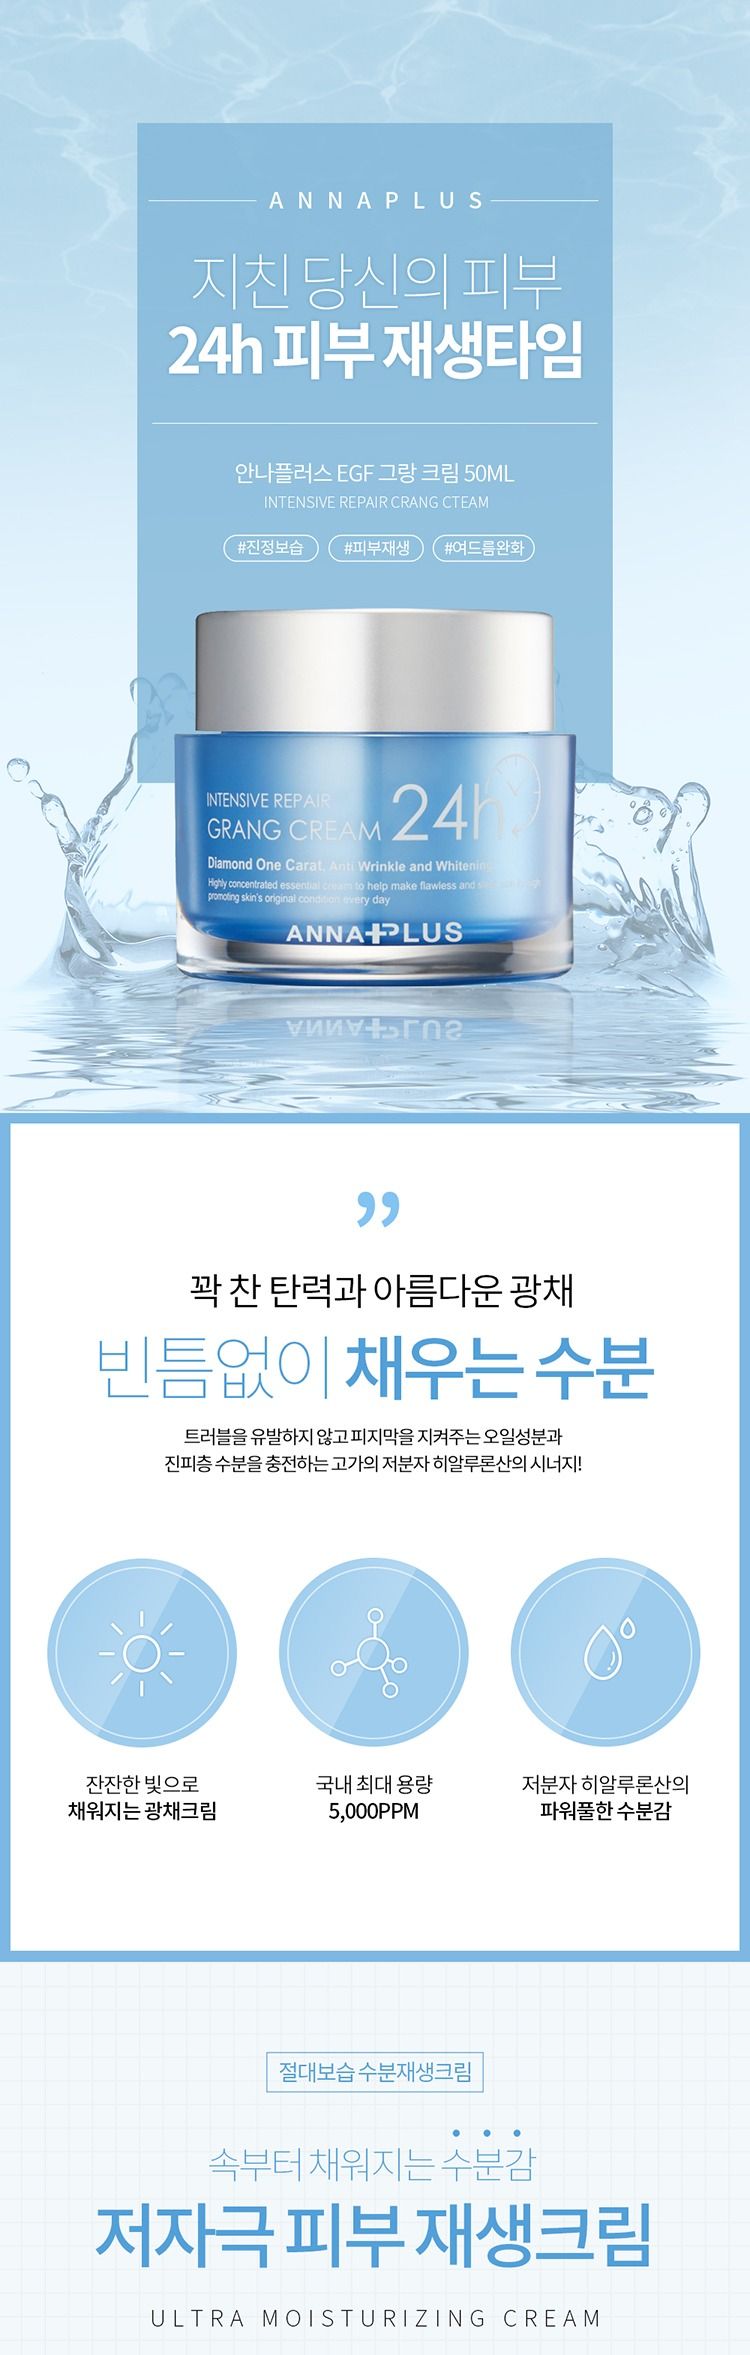 ANNAPLUS
지친 당신의 피부
24h 피부 재생타임
안나플러스 EGF 그랑 크림 50ML
INTENSIVE REPAIR CRANG CTEAM
#진정보습 #피부재생 #여드름완화
INTENSIVE REPAIR
GRANG CREAM 24h
Diamond One Carat, Anti Wrinkle and Whitening
Highly concentrated essential cream to help make flawless and
promoting skin's original condition every day
ANNAPLUS
”
꽉 찬 탄력과 아름다운 광채
빈틈없이 채우는 수분
트러블을 유발하지 않고 피지막을 지켜주는 오일성분과
진피층 수분을 충전하는 고가의 저분자 히알루론산의 시너지!
잔잔한 빛으로
채워지는 광채크림
국내 최대 용량
5,000PPM
저분자 히알루론산의
파워풀한 수분감
절대보습 수분재생크림
속부터 채워지는 수분감
저자극 피부 재생크림
ULTRA MOISTURIZING CREAM